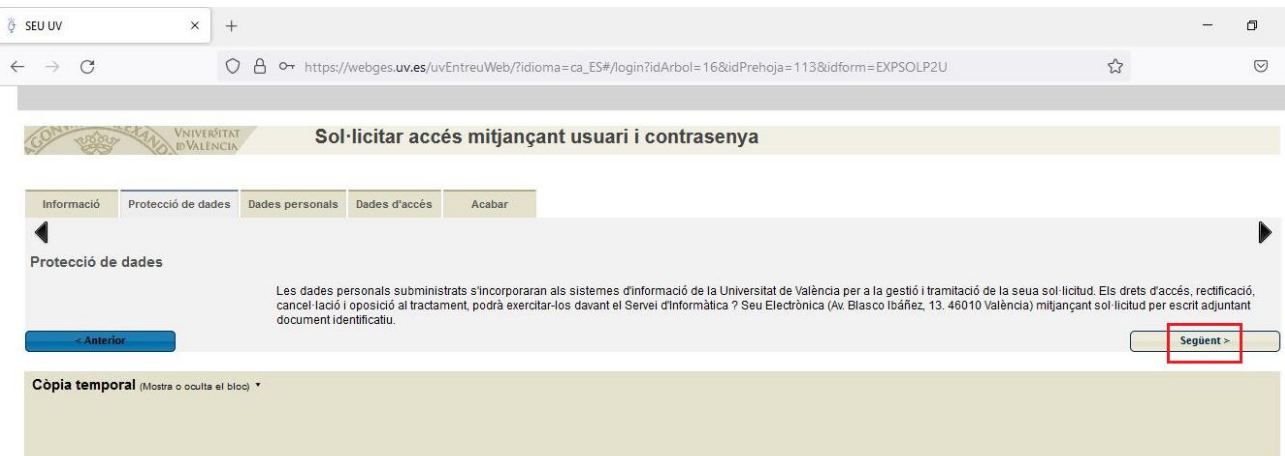 SEU UV
https://webges.uv.es/uvEntreuWeb/?idioma=ca_ES#/login?idArbol=16&idPrehoja=113&idform=EXPSOLP2U
VNIVERSITAT
ID VALENCIA
Sol·licitar accés mitjançant usuari i contrasenya
Informació Protecció de dades Dades personals Dades d'accés Acabar
Protecció de dades
Les dades personals subministrats s'incorporaran als sistemes d'informació de la Universitat de València per a la gestió i tramitació de la seua sol·licitud. Els drets d'accés, rectificació,
cancel·lació i oposició al tractament, podrà exercitar-los davant el Servei d'Informàtica ? Seu Electrònica (Av. Blasco Ibáñez, 13. 46010 València) mitjançant sol·licitud per escrit adjuntant
document identificatiu.
< Anterior
Següent >
Còpia temporal (Mostra o oculta el bloc)